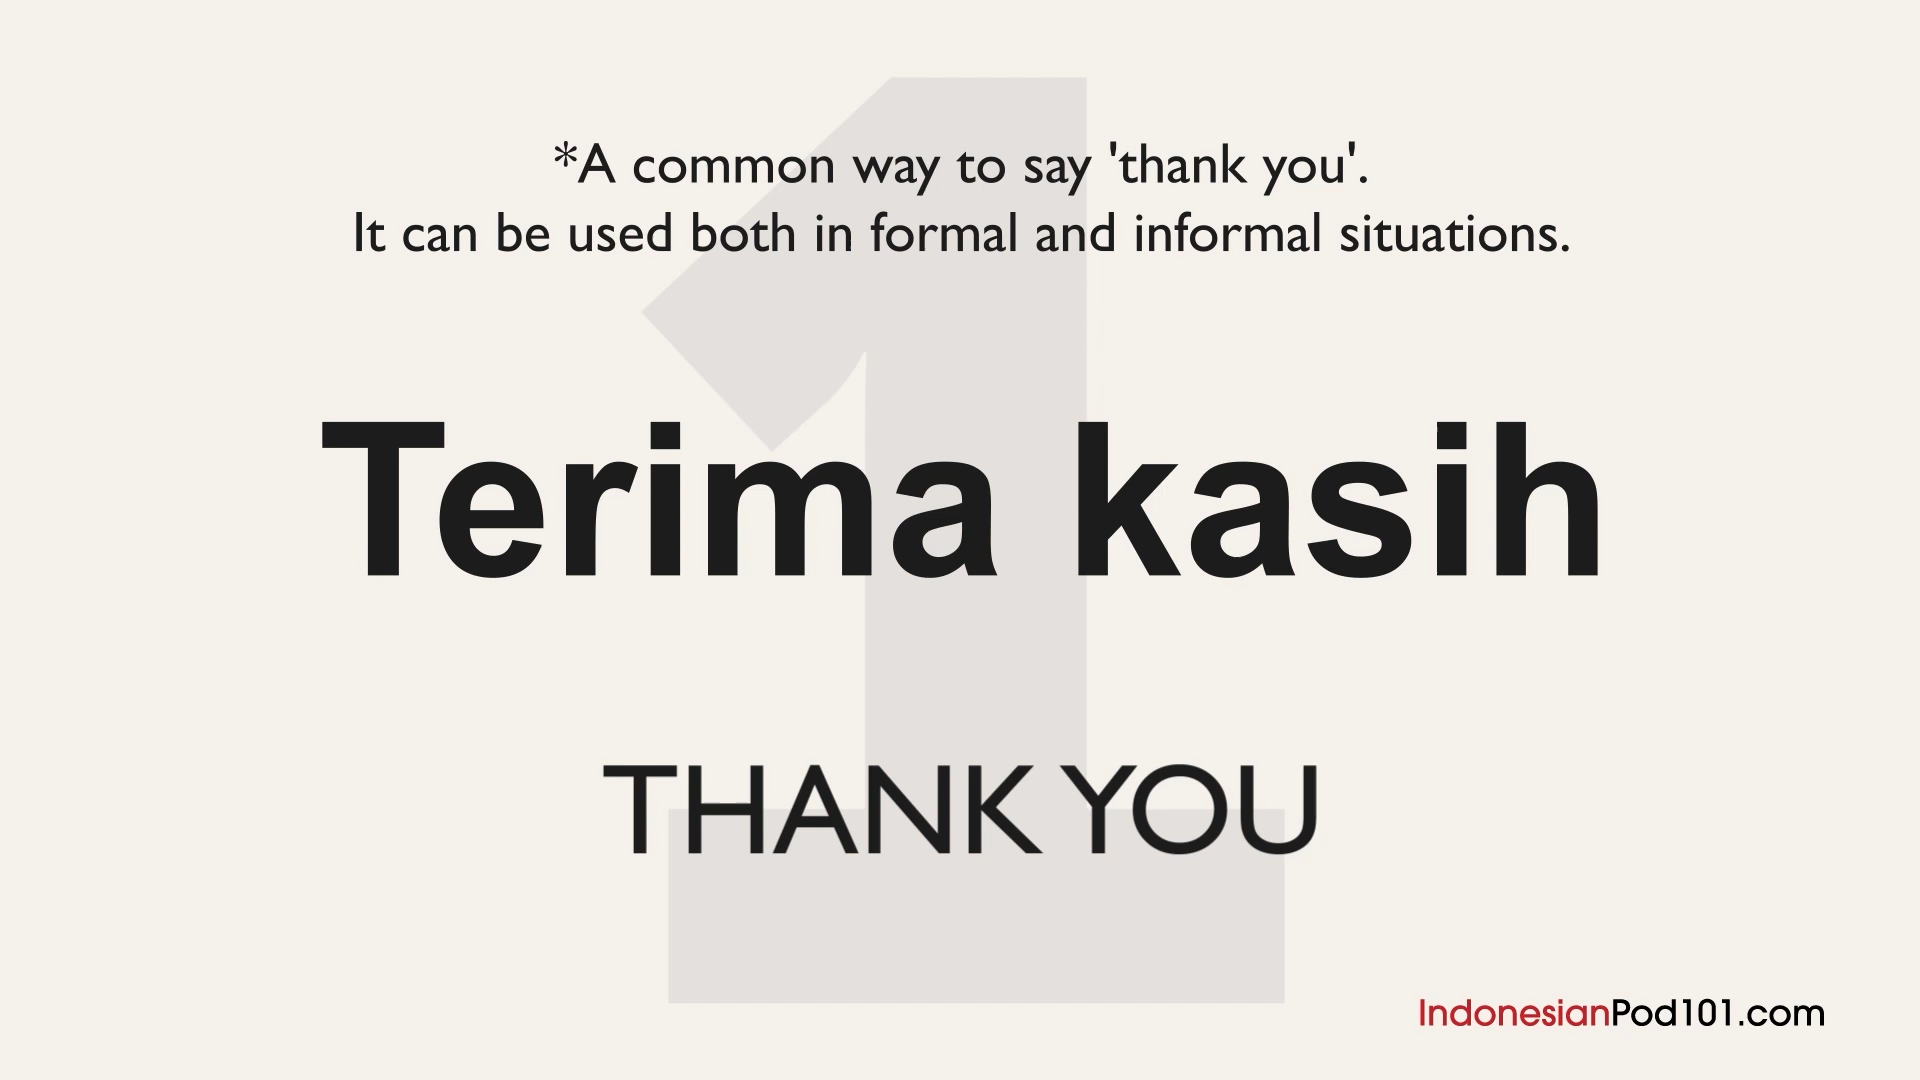 *A common way to say 'thank you'.
It can be used both in formal and informal situations.
1
Terima kasih
THANK YOU
IndonesianPod101.com